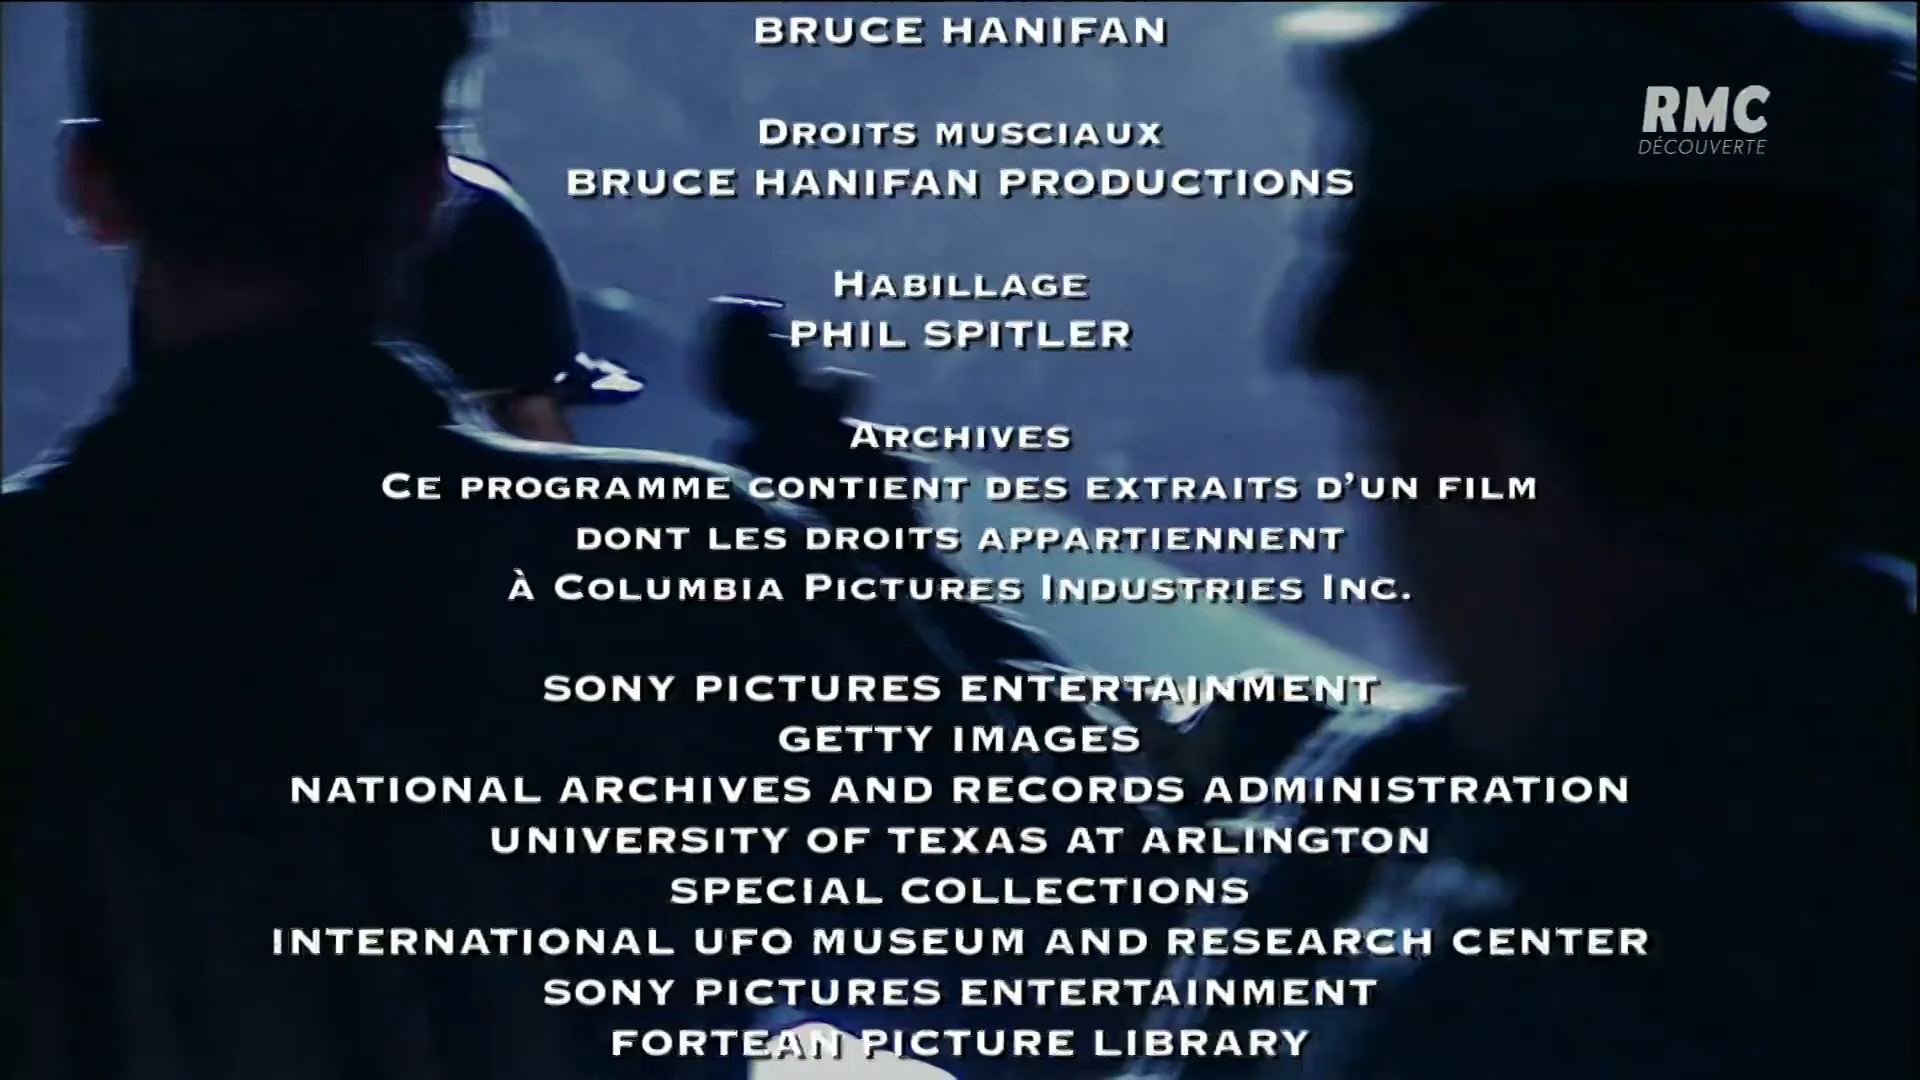 BRUCE HANIFAN
RMC
DÉCOUVERTE
DROITS MUSCIAUX
BRUCE HANIFAN PRODUCTIONS
HABILLAGE
PHIL SPITLER
ARCHIVES
CE PROGRAMME CONTIENT DES EXTRAITS D'UN FILM
DONT LES DROITS APPARTIENNENT
À COLUMBIA PICTURES INDUSTRIES INC.
SONY PICTURES ENTERTAINMENT
GETTY IMAGES
NATIONAL ARCHIVES AND RECORDS ADMINISTRATION
UNIVERSITY OF TEXAS AT ARLINGTON
SPECIAL COLLECTIONS
INTERNATIONAL UFO MUSEUM AND RESEARCH CENTER
SONY PICTURES ENTERTAINMENT
FORTEAN PICTURE LIBRARY